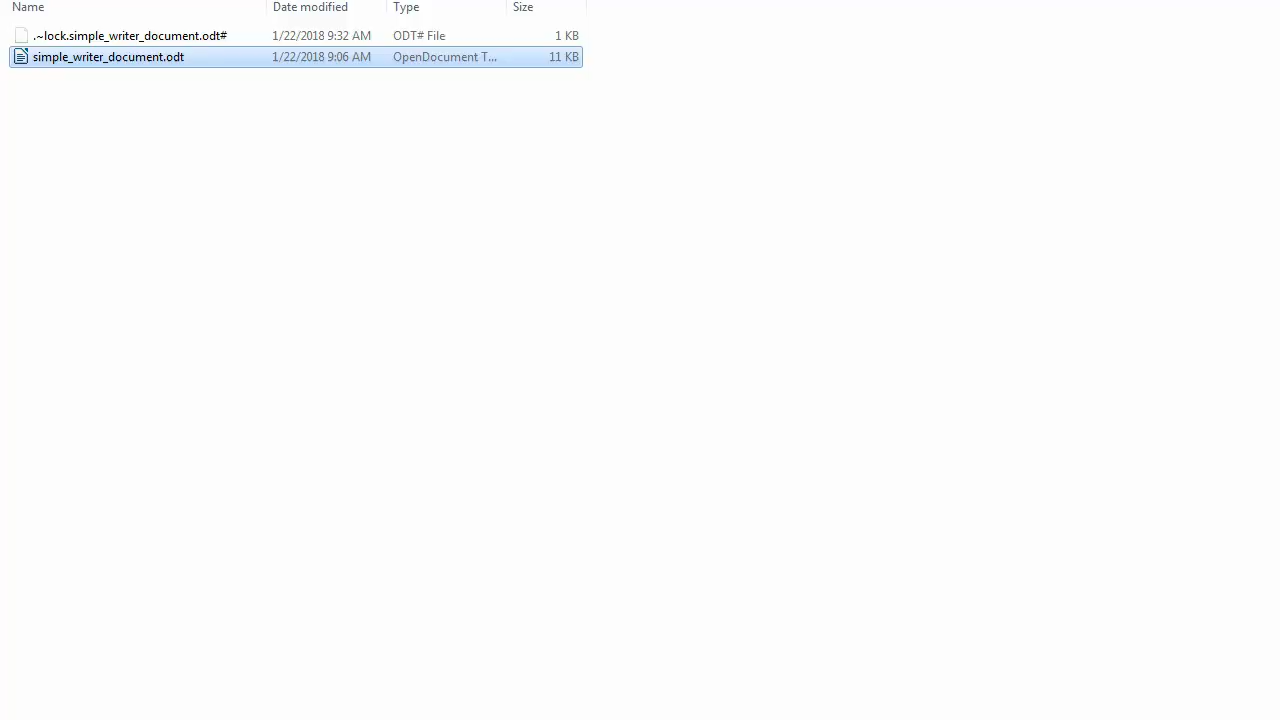 Name Date modified Type Size
.~lock.simple_writer_document.odt# 1/22/2018 9:32 AM ODT# File 1 KB
simple_writer_document.odt 1/22/2018 9:06 AM OpenDocument T... 11 KB